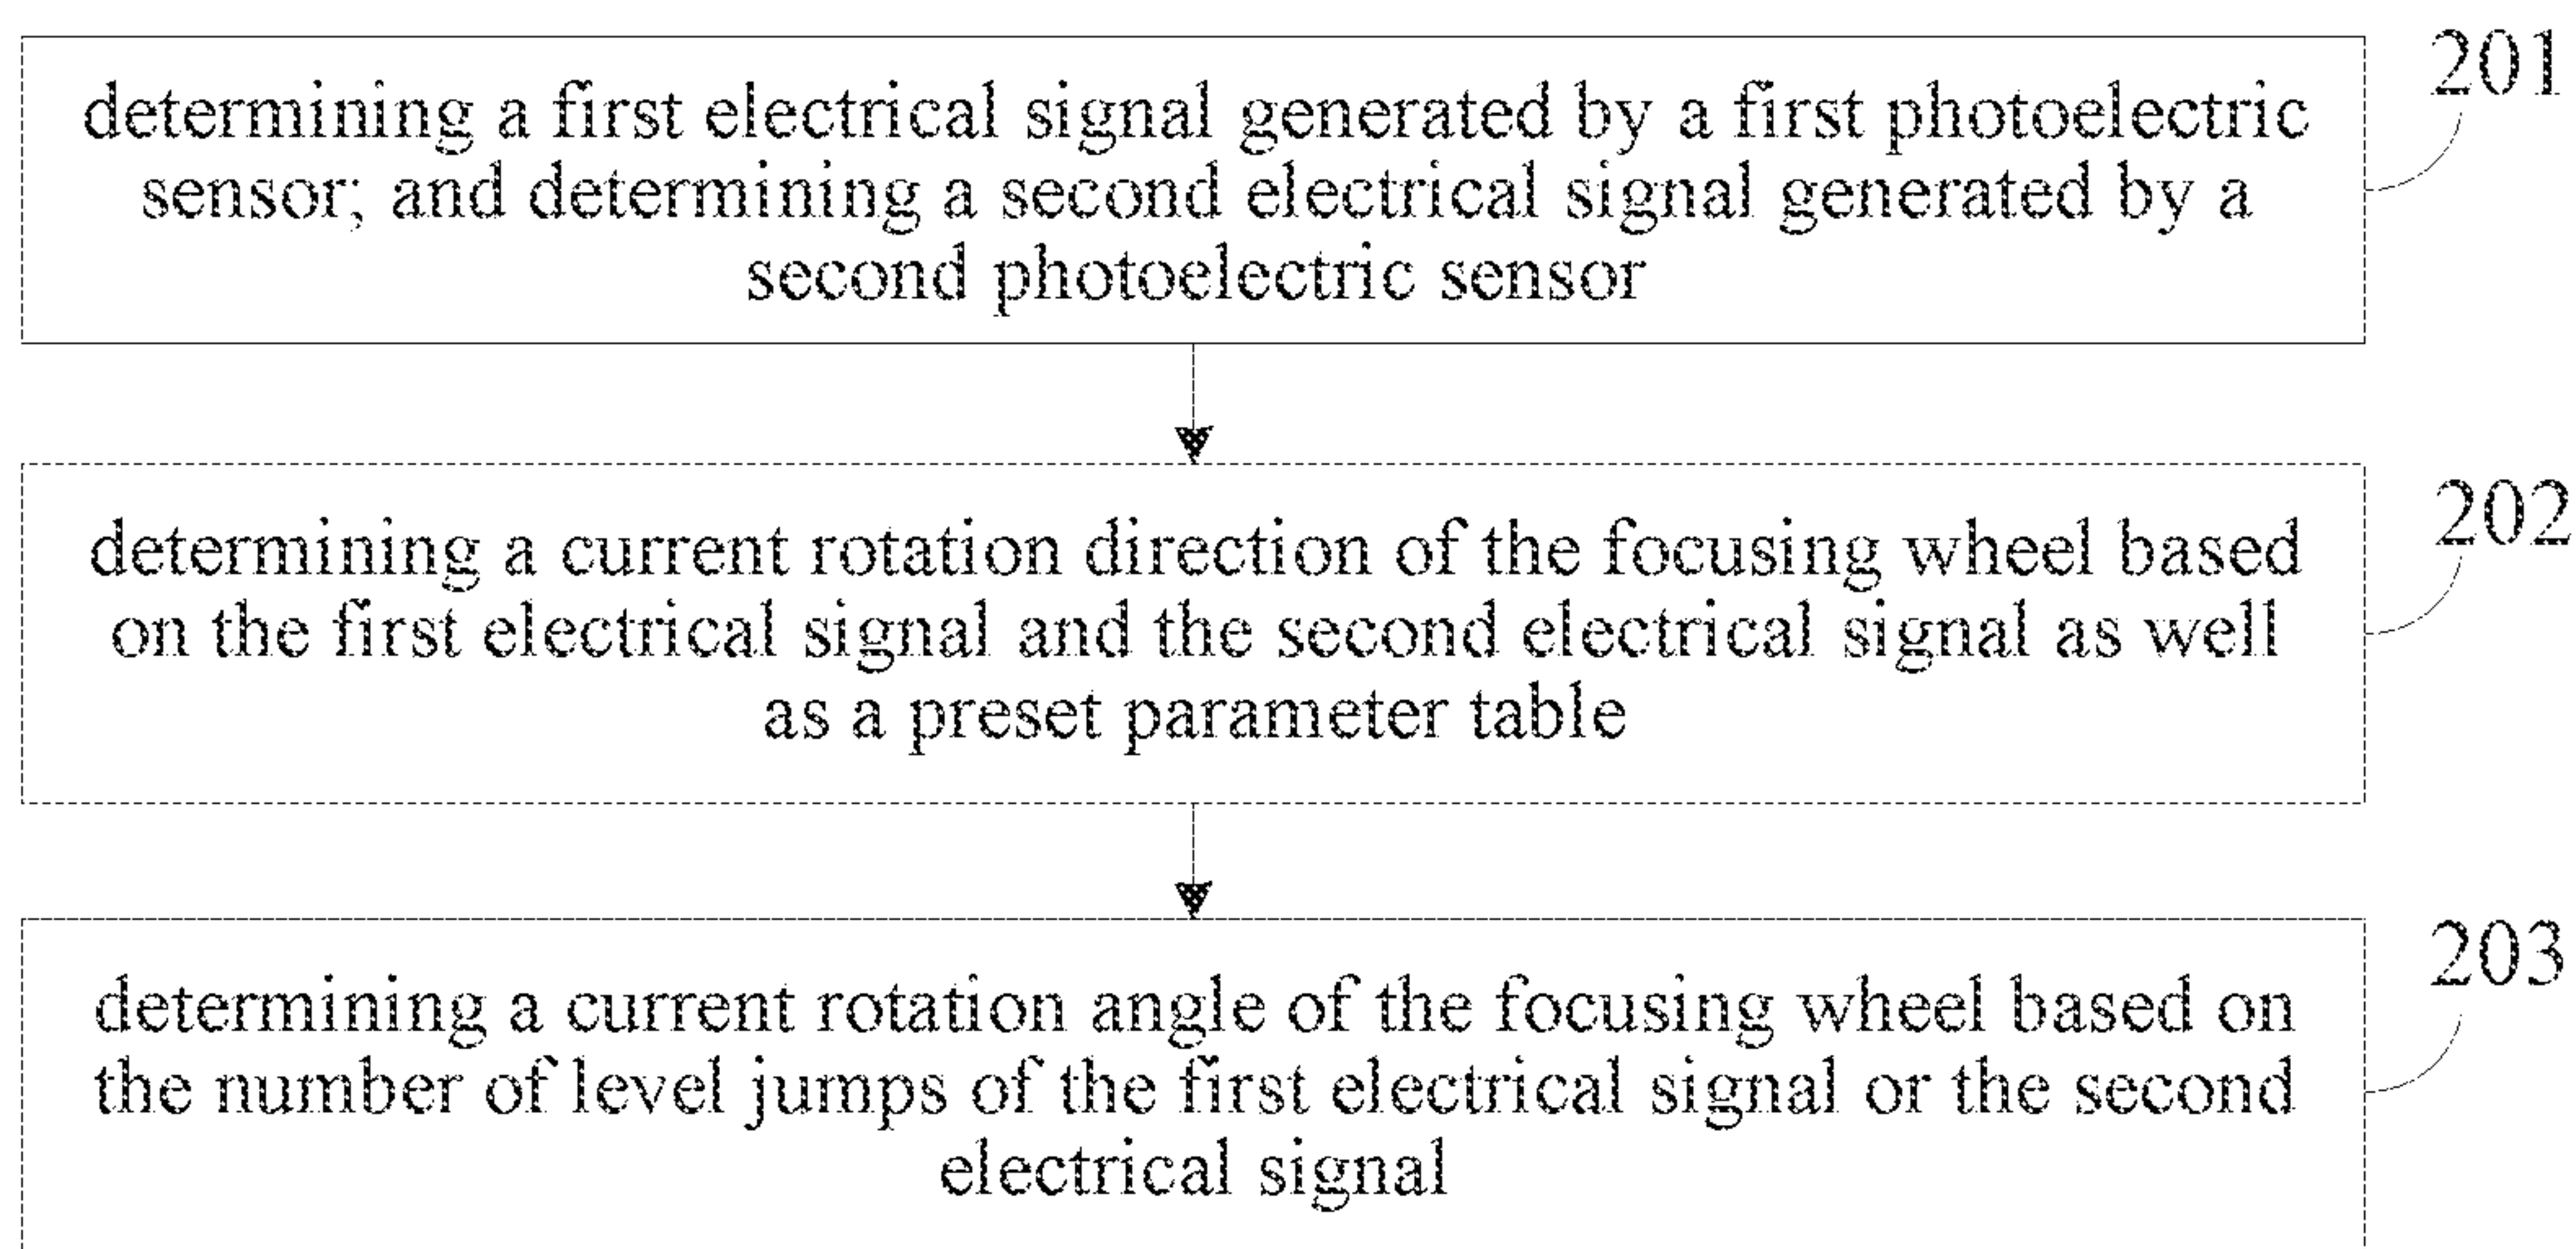 201
determining a first electrical signal generated by a first photoelectric
sensor; and determining a second electrical signal generated by a
second photoelectric sensor
202
determining a current rotation direction of the focusing wheel based
on the first electrical signal and the second electrical signal as well
as a preset parameter table
203
determining a current rotation angle of the focusing wheel based on
the number of level jumps of the first electrical signal or the second
electrical signal